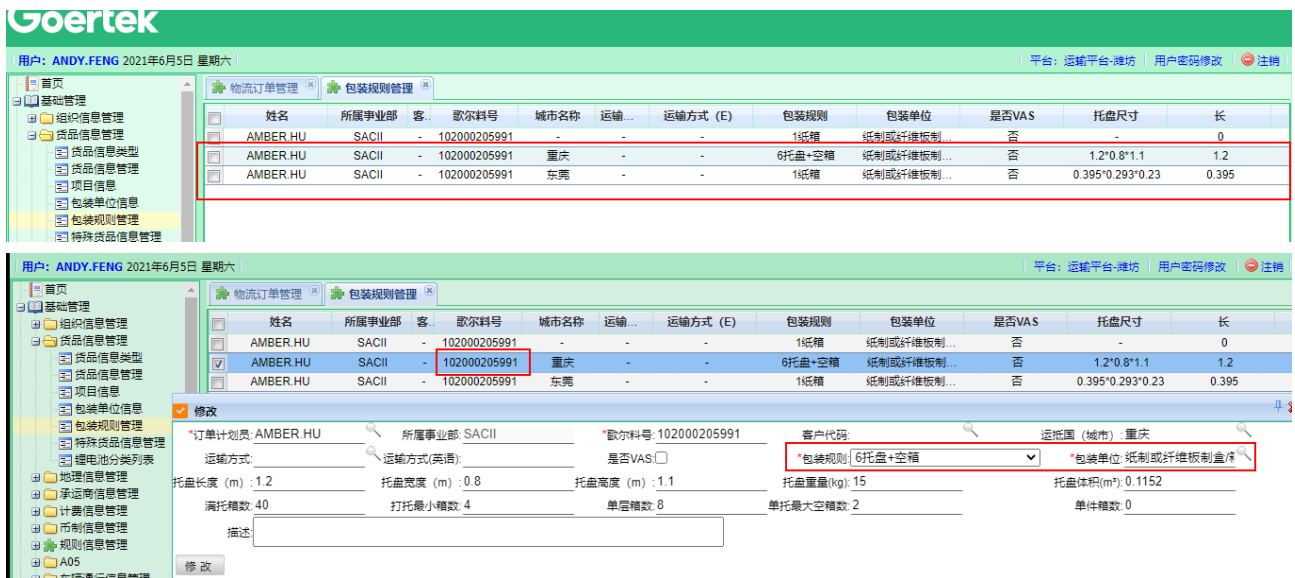 Goertek
用户: ANDY.FENG 2021年6月5日 星期六 平台: 运输平台-潍坊 用户密码修改 注销
首页 物流订单管理 包装规则管理
基础管理
组织信息管理 姓名 所属事业部 客.. 歌尔料号 城市名称 运输... 运输方式 (E) 包装规则 包装单位 是否VAS 托盘尺寸 长
货品信息管理 AMBER.HU SACII - 102000205991 - - - 1纸箱 纸制或纤维板制... 否 - 0
货品信息类型 AMBER.HU SACII - 102000205991 重庆 - - 6托盘+空箱 纸制或纤维板制... 否 1.2*0.8*1.1 1.2
货品信息管理 AMBER.HU SACII - 102000205991 东莞 - - 1纸箱 纸制或纤维板制... 否 0.395*0.293*0.23 0.395
项目信息
包装单位信息
包装规则管理
特殊货品信息管理
用户: ANDY.FENG 2021年6月5日 星期六 平台: 运输平台-潍坊 用户密码修改 注销
首页 物流订单管理 包装规则管理
基础管理
组织信息管理 姓名 所属事业部 客.. 歌尔料号 城市名称 运输... 运输方式 (E) 包装规则 包装单位 是否VAS 托盘尺寸 长
货品信息管理 AMBER.HU SACII - 102000205991 - - - 1纸箱 纸制或纤维板制... 否 - 0
货品信息类型 AMBER.HU SACII - 102000205991 重庆 - - 6托盘+空箱 纸制或纤维板制... 否 1.2*0.8*1.1 1.2
货品信息管理 AMBER.HU SACII - 102000205991 东莞 - - 1纸箱 纸制或纤维板制... 否 0.395*0.293*0.23 0.395
项目信息
包装单位信息 修改
包装规则管理 *订单计划员: AMBER.HU 所属事业部: SACII *歌尔料号: 102000205991 客户代码: 运抵国 (城市) : 重庆
特殊货品信息管理
锂电池分类列表 运输方式: 运输方式(英语): 是否VAS: *包装规则: 6托盘+空箱 *包装单位: 纸制或纤维板制盒/
地理信息管理 托盘长度 (m) : 1.2 托盘宽度 (m) : 0.8 托盘高度 (m) : 1.1 托盘重量(kg): 15 托盘体积(m³): 0.1152
承运商信息管理
计费信息管理 满托箱数: 40 打托最小箱数: 4 单层箱数: 8 单托最大空箱数: 2 单件箱数: 0
币制信息管理 描述:
规则信息管理
A05 修 改